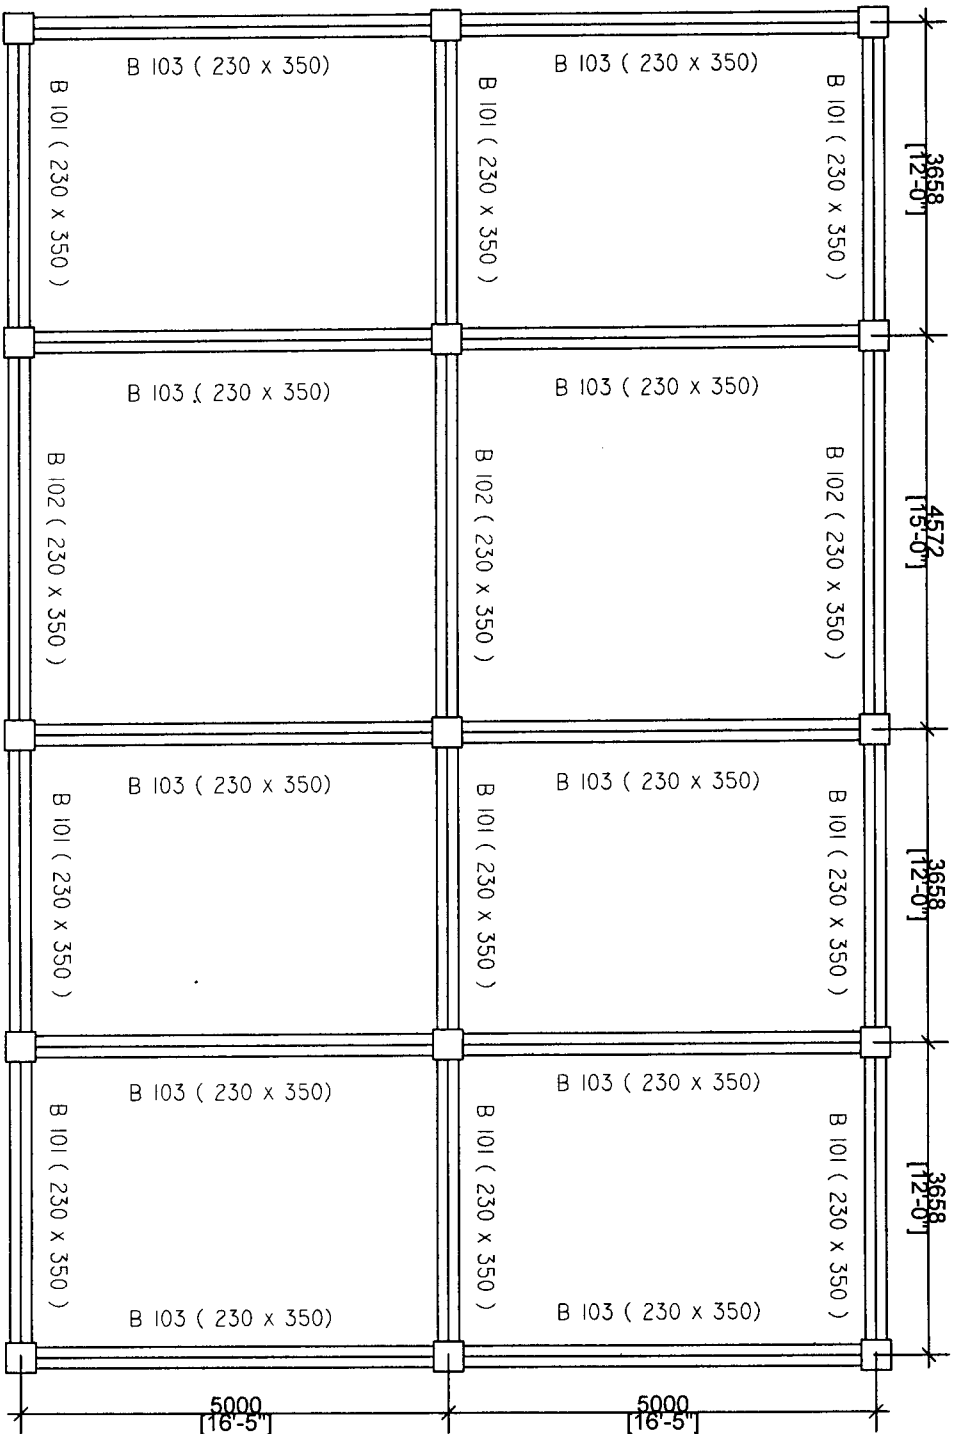 B 103 ( 230 x 350)
B 103 ( 230 x 350)
B 101 ( 230 x 350 )
B 101 ( 230 x 350 )
B 101 ( 230 x 350 )
3658
[12'-0"]
B 103 ( 230 x 350)
B 103 ( 230 x 350)
B 102 ( 230 x 350 )
B 102 ( 230 x 350 )
B 102 ( 230 x 350 )
4572
[15'-0"]
B 103 ( 230 x 350)
B 103 ( 230 x 350)
B 101 ( 230 x 350 )
B 101 ( 230 x 350 )
B 101 ( 230 x 350 )
3658
[12'-0"]
B 103 ( 230 x 350)
B 103 ( 230 x 350)
B 101 ( 230 x 350 )
B 101 ( 230 x 350 )
B 101 ( 230 x 350 )
3658
[12'-0"]
B 103 ( 230 x 350)
B 103 ( 230 x 350)
5000
[16'-5"]
5000
[16'-5"]